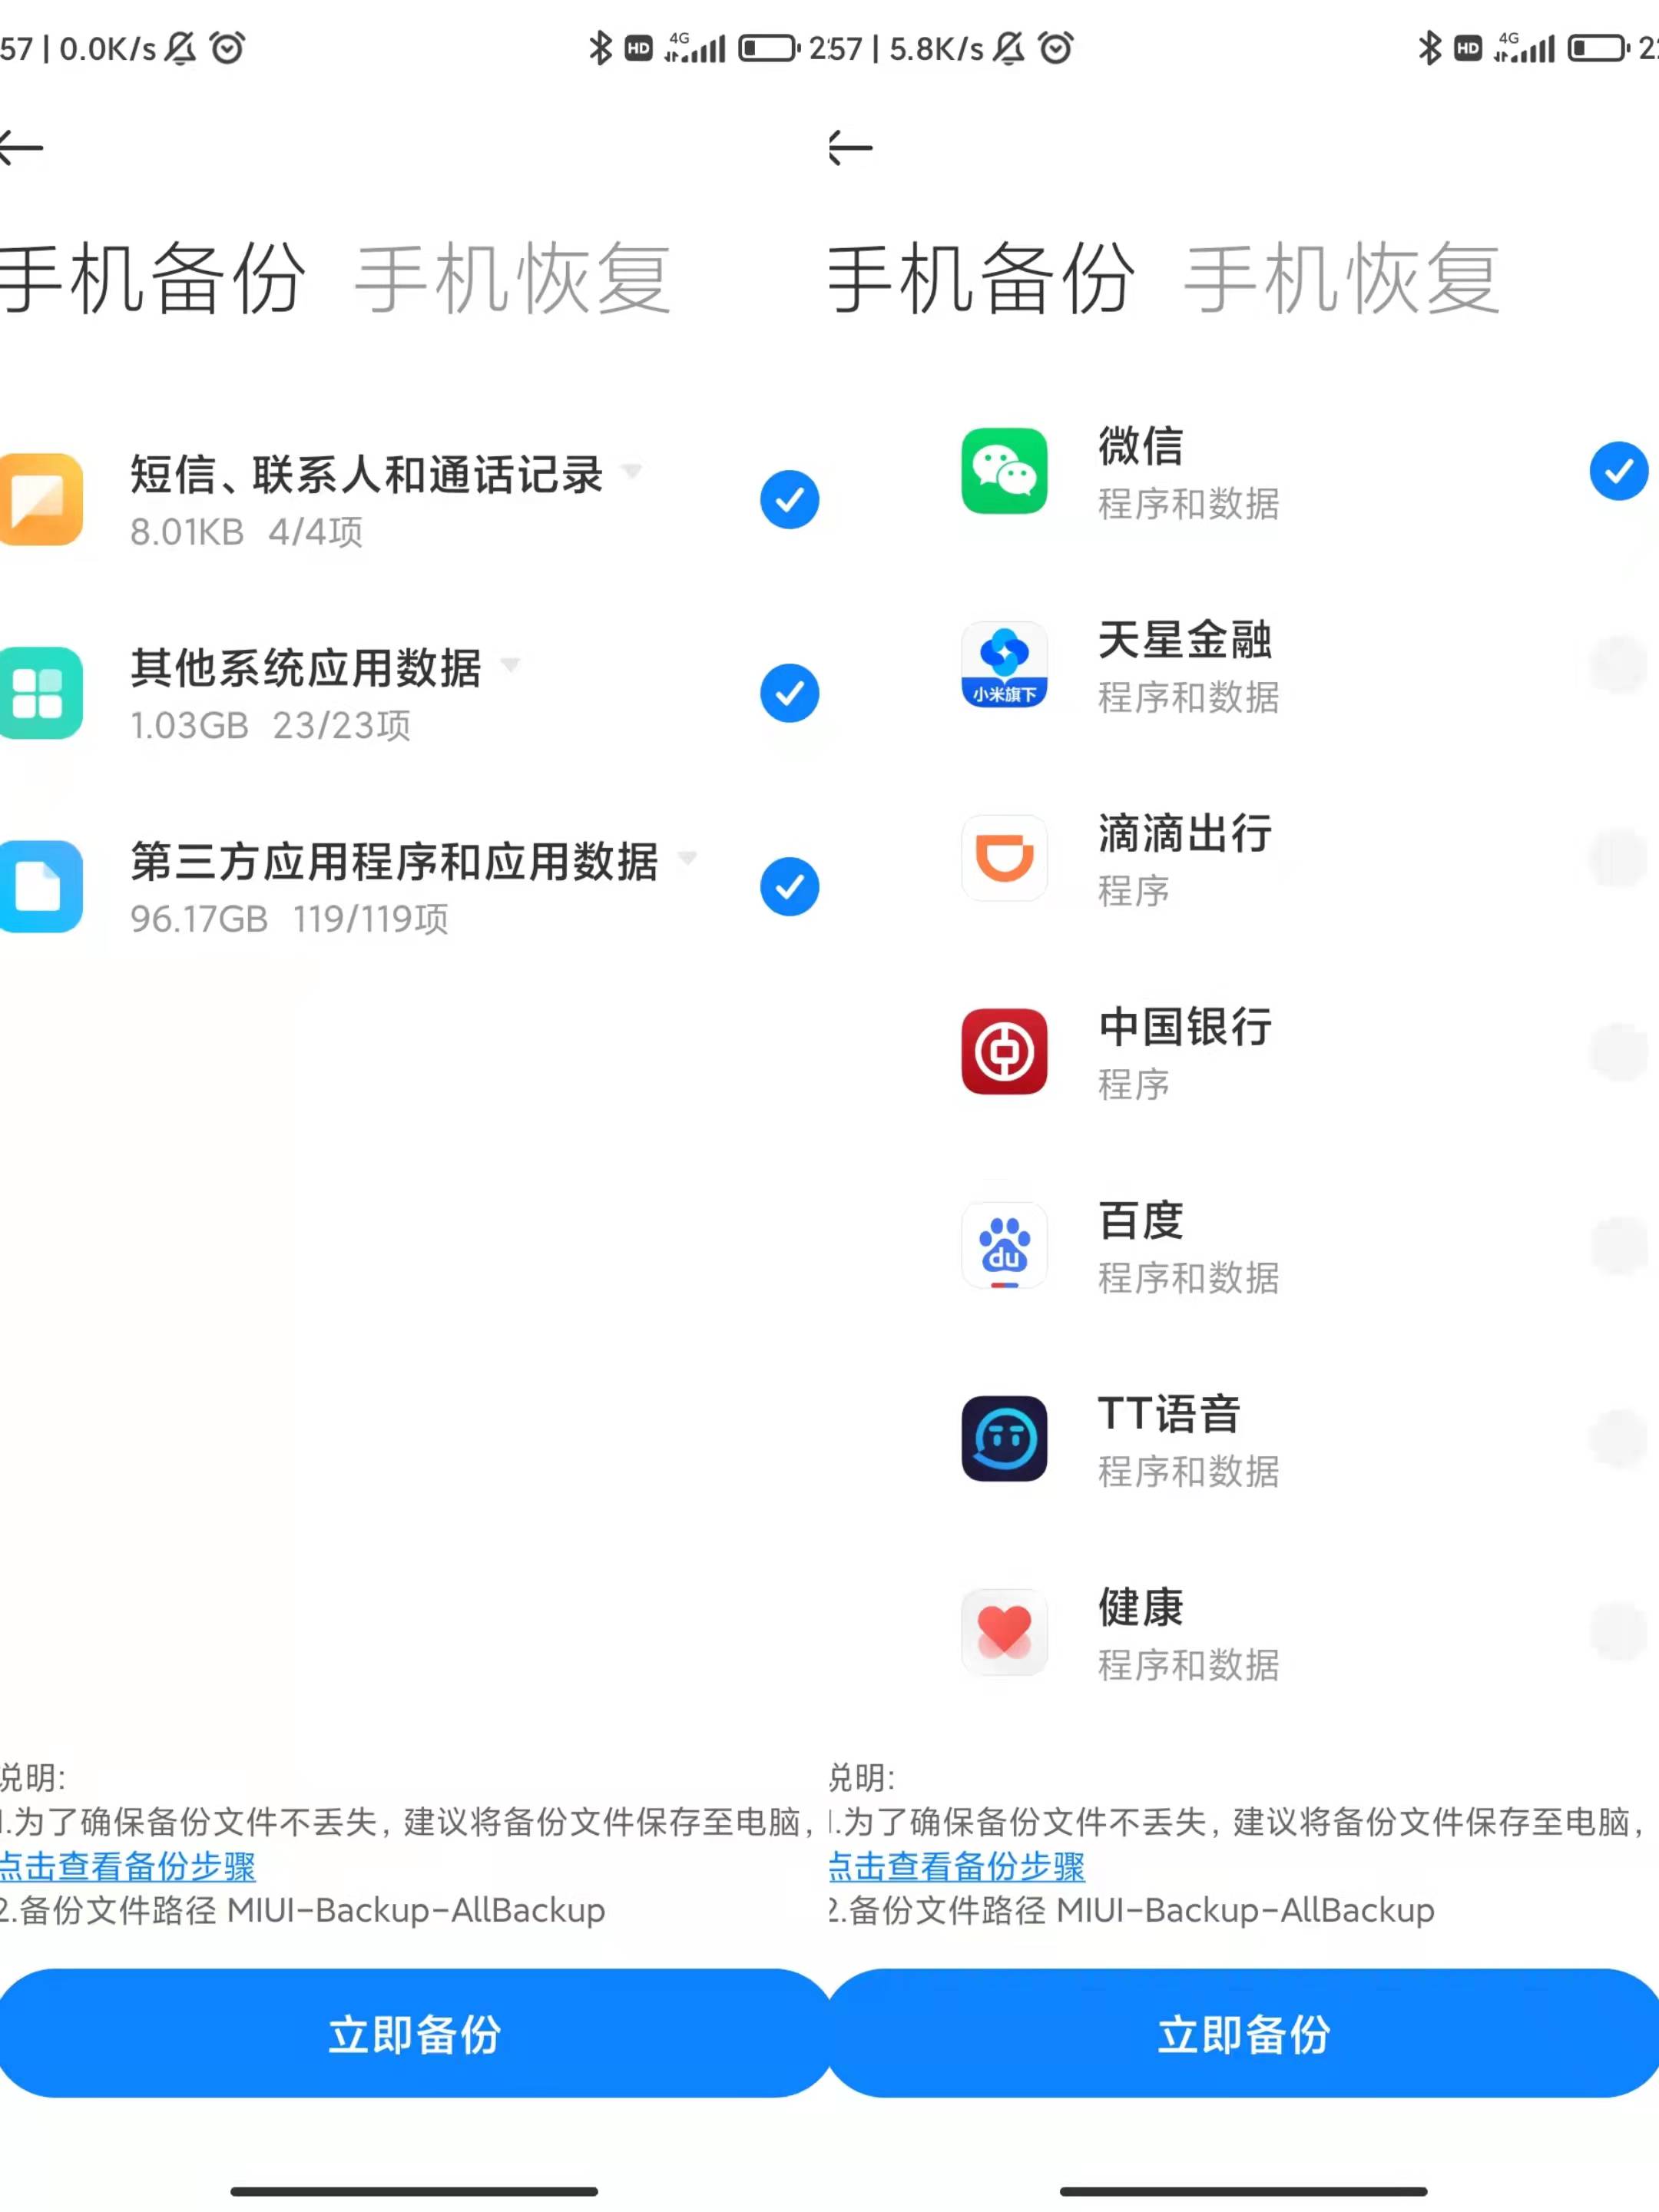 57 | 0.0K/s
HD 4G 2
手机备份 手机恢复
短信、联系人和通话记录
8.01KB 4/4项
其他系统应用数据
1.03GB 23/23项
第三方应用程序和应用数据
96.17GB 119/119项
说明:
1.为了确保备份文件不丢失，建议将备份文件保存至电脑，
点击查看备份步骤
2.备份文件路径 MIUI-Backup-AllBackup
立即备份
57 | 5.8K/s
HD 4G 2
手机备份 手机恢复
微信
程序和数据
小米旗下
天星金融
程序和数据
滴滴出行
程序
中国银行
程序
du
百度
程序和数据
TT语音
程序和数据
健康
程序和数据
说明:
1.为了确保备份文件不丢失，建议将备份文件保存至电脑，
点击查看备份步骤
2.备份文件路径 MIUI-Backup-AllBackup
立即备份